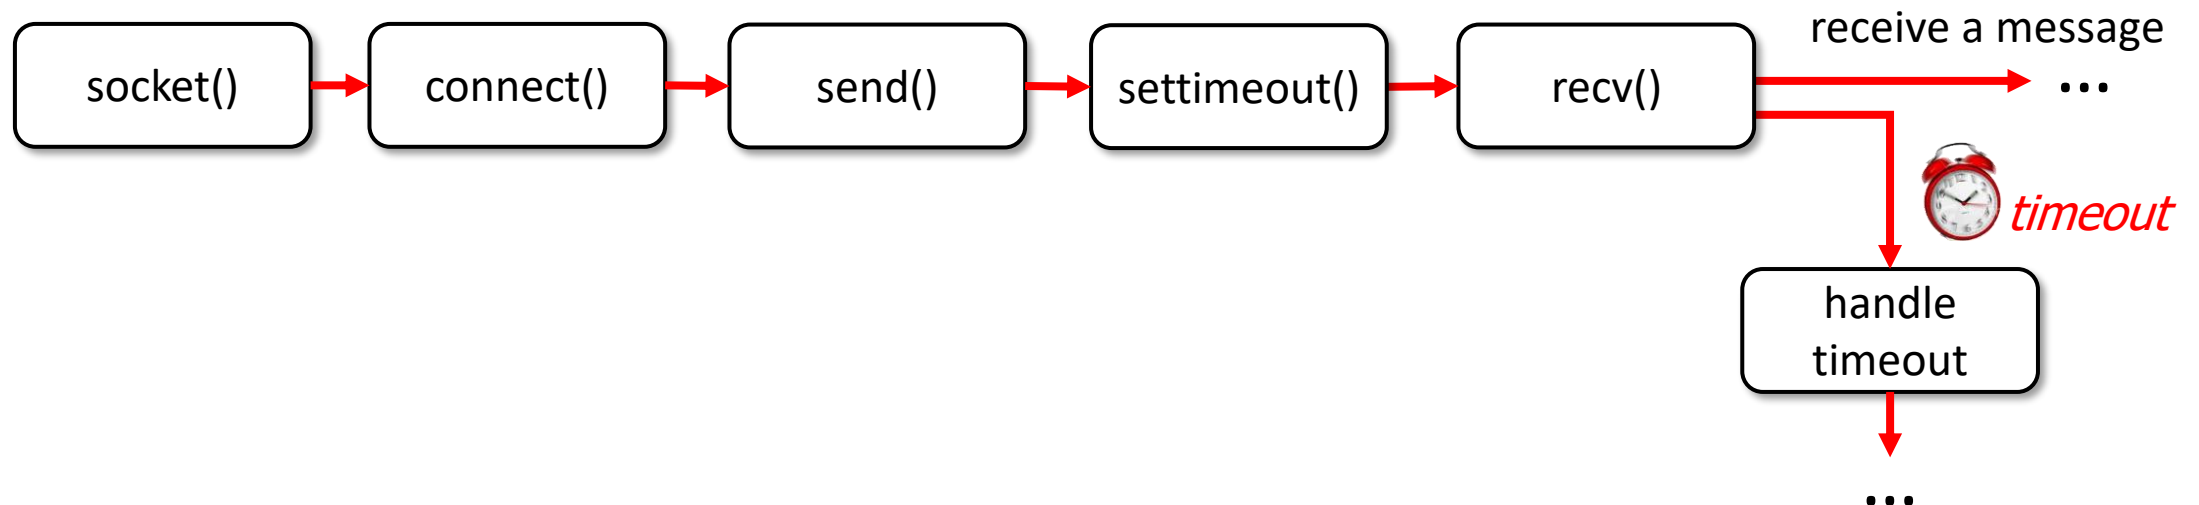 receive a message
socket()
connect()
send()
settimeout()
recv()
...
timeout
handle
timeout
...